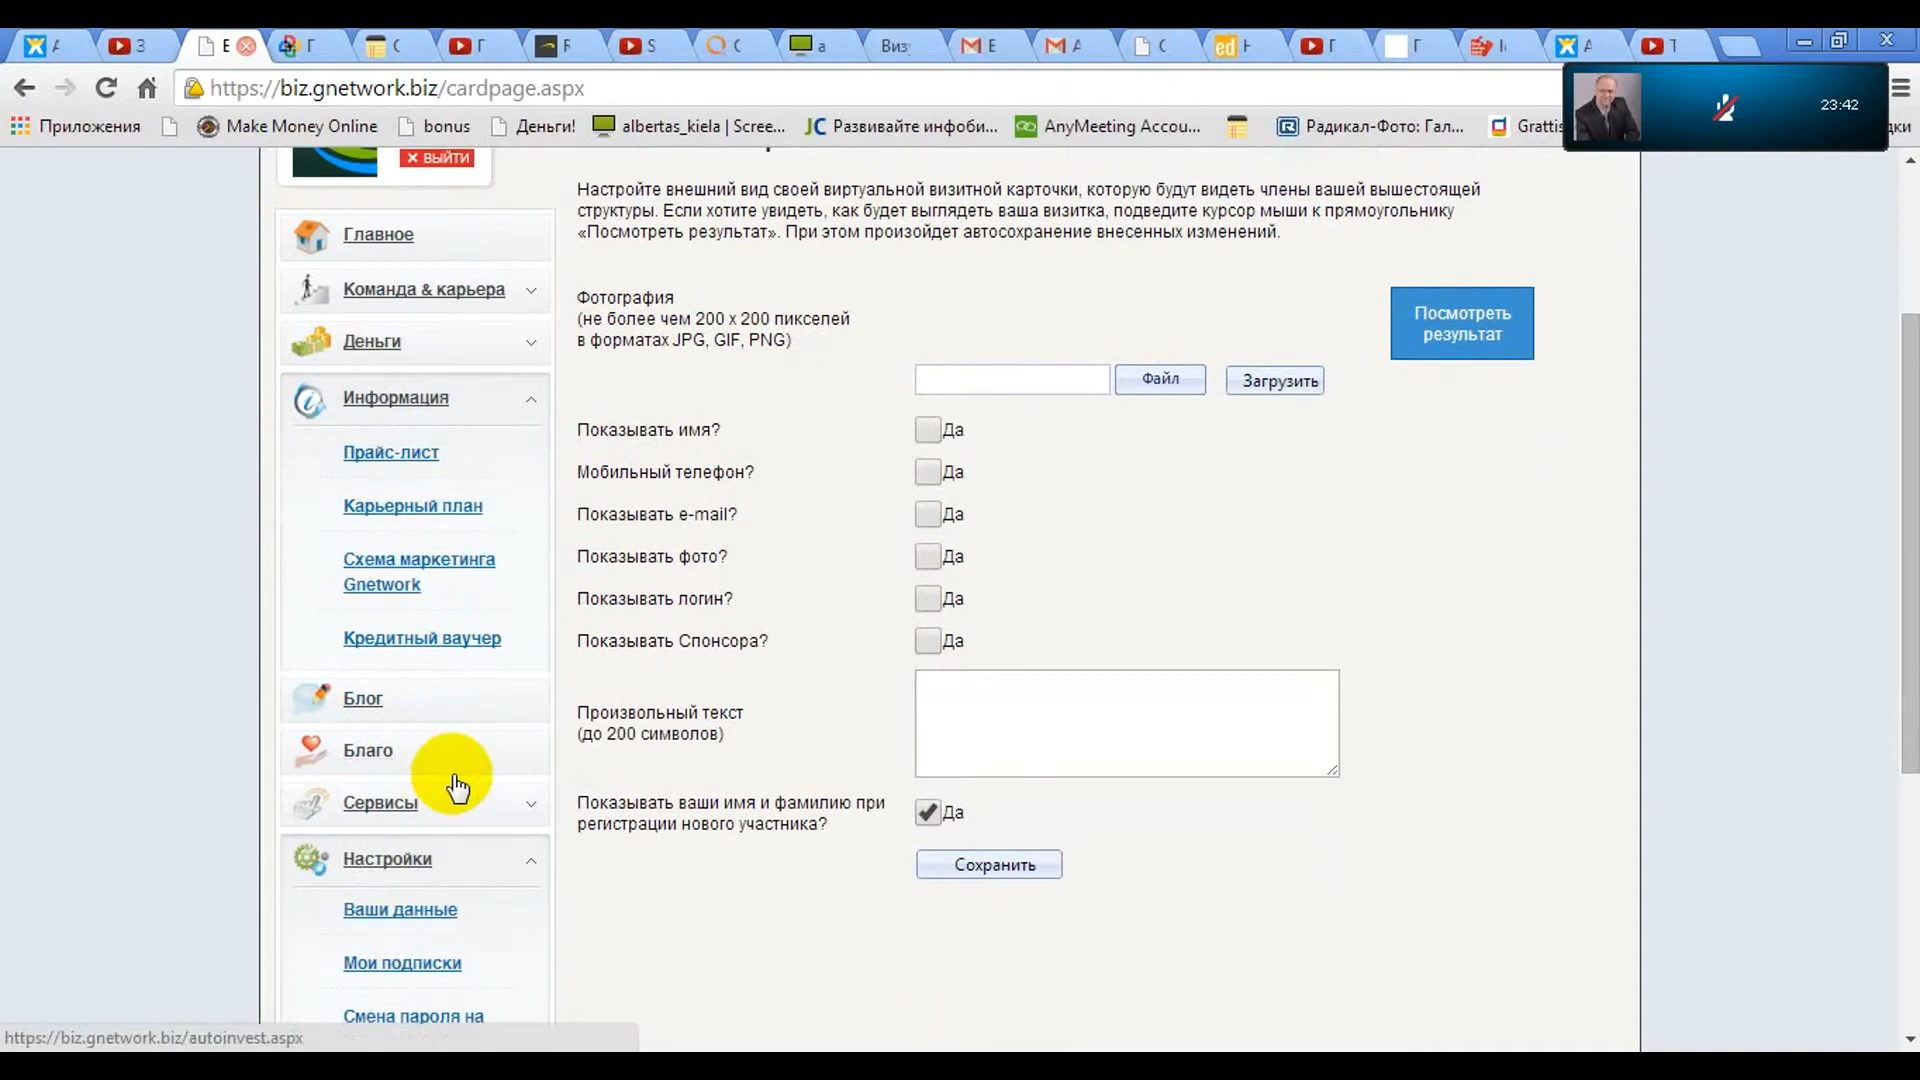 A
З
Е
Г
С
Г
F
S
С
a
Виз
E
A
С
ed
Н
Г
Г
А
Т
https://biz.gnetwork.biz/cardpage.aspx
23:42
Приложения
Make Money Online
bonus
Деньги!
albertas_kiela | Scree...
JC Развивайте инфоби...
AnyMeeting Accou...
Радикал-Фото: Гал...
Grattis
дки
ВЫЙТИ
Настройте внешний вид своей виртуальной визитной карточки, которую будут видеть члены вашей вышестоящей
структуры. Если хотите увидеть, как будет выглядеть ваша визитка, подведите курсор мыши к прямоугольнику
«Посмотреть результат». При этом произойдет автосохранение внесенных изменений.
Главное
Команда & карьера
Деньги
Информация
Прайс-лист
Карьерный план
Схема маркетинга
Gnetwork
Кредитный ваучер
Блог
Благо
Сервисы
Настройки
Ваши данные
Мои подписки
Смена пароля на
Фотография
(не более чем 200 x 200 пикселей
в форматах JPG, GIF, PNG)
Посмотреть
результат
Файл
Загрузить
Показывать имя? Да
Мобильный телефон? Да
Показывать e-mail? Да
Показывать фото? Да
Показывать логин? Да
Показывать Спонсора? Да
Произвольный текст
(до 200 символов)
Показывать ваши имя и фамилию при
регистрации нового участника? Да
Сохранить
https://biz.gnetwork.biz/autoinvest.aspx